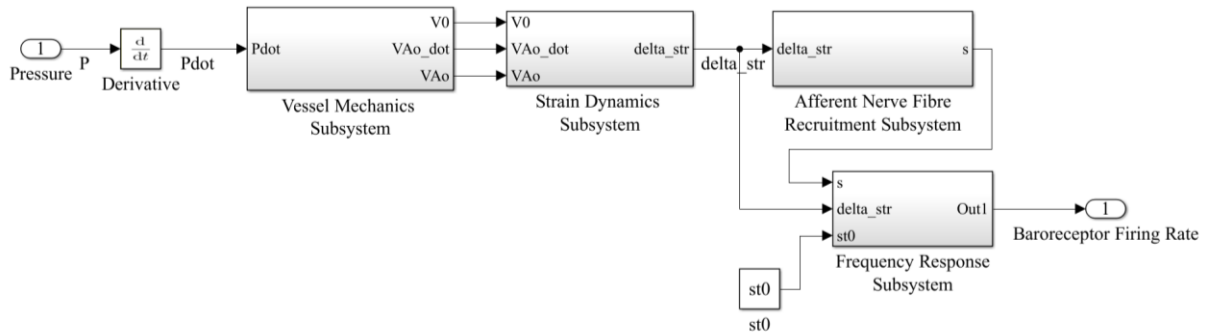 1
Pressure
P
d
dt
Derivative
Pdot
Pdot
V0
VAo_dot
VAo
Vessel Mechanics
Subsystem
V0
VAo_dot
VAo
delta_str
Strain Dynamics
Subsystem
delta_str
delta_str
s
Afferent Nerve Fibre
Recruitment Subsystem
s
delta_str
st0
Out1
Frequency Response
Subsystem
1
Baroreceptor Firing Rate
st0
st0